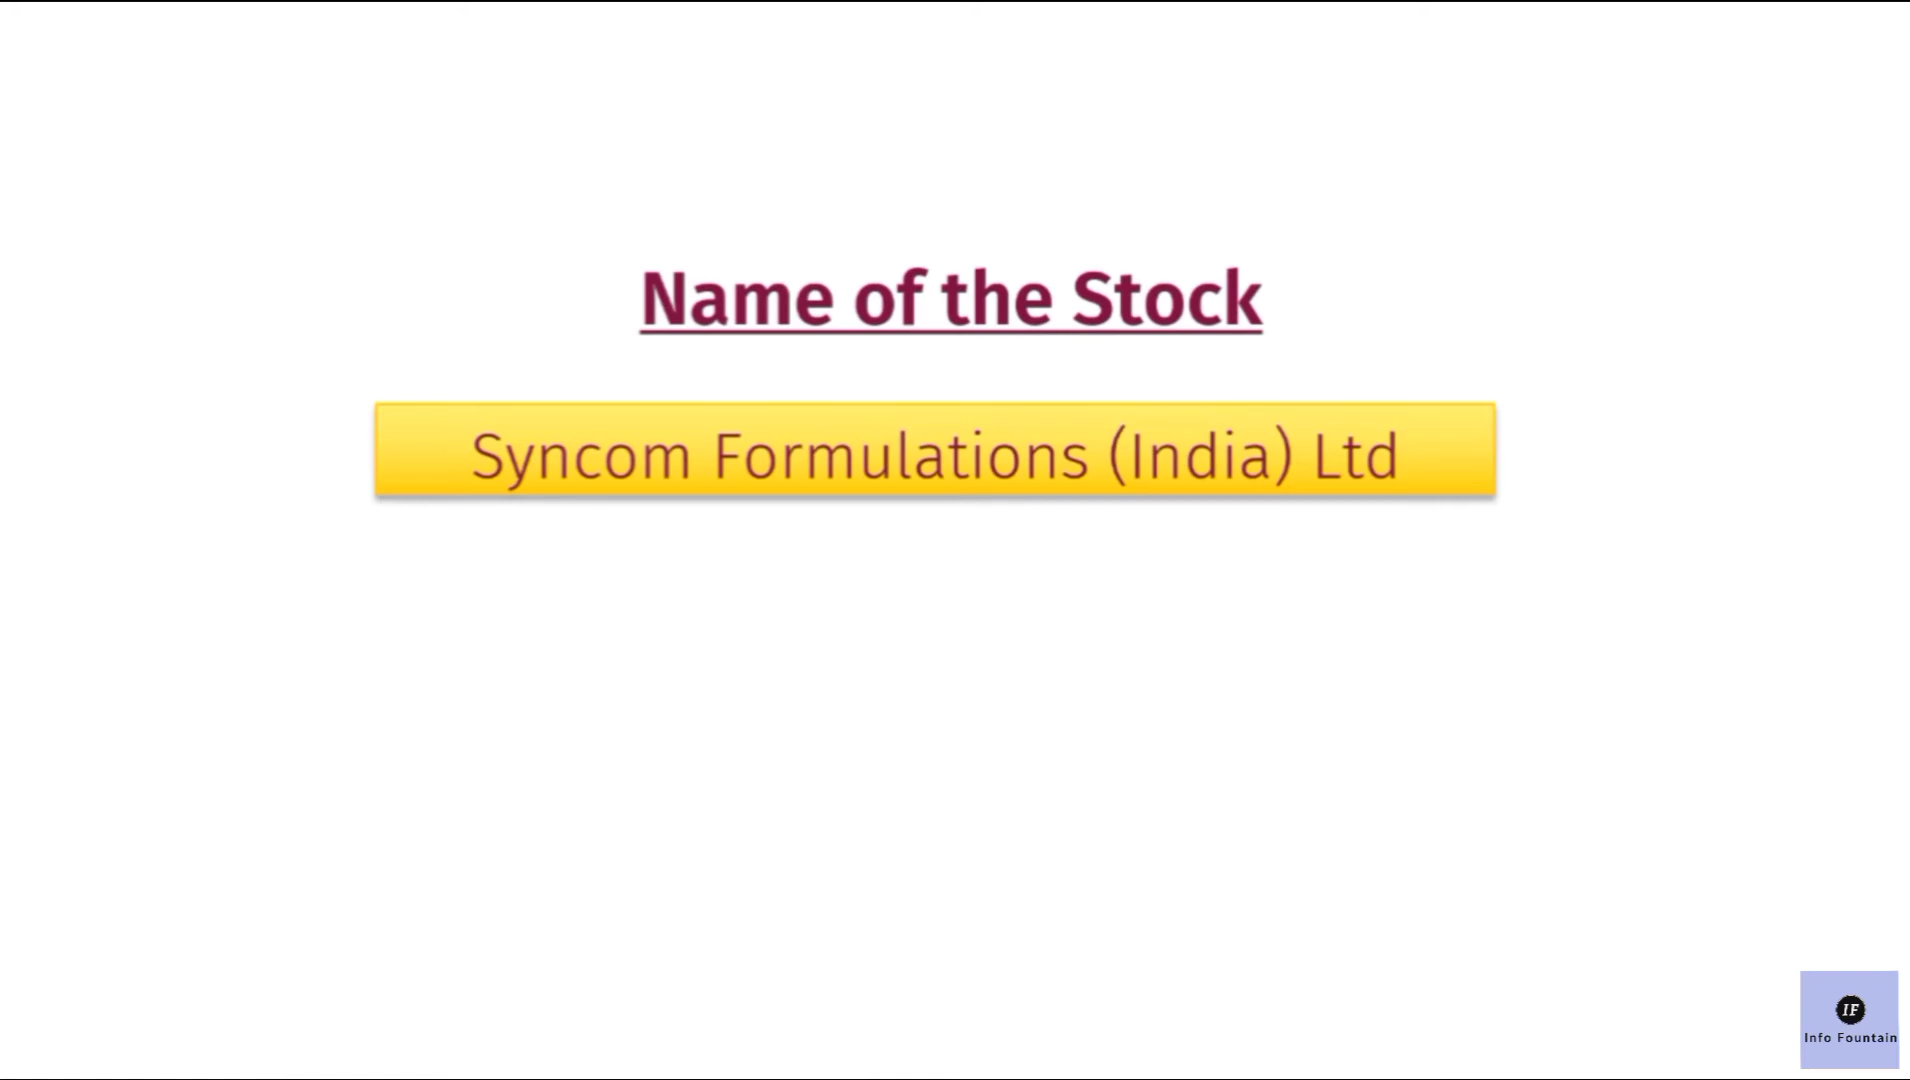 Name of the Stock
Syncom Formulations (India) Ltd
IF
Info Fountain